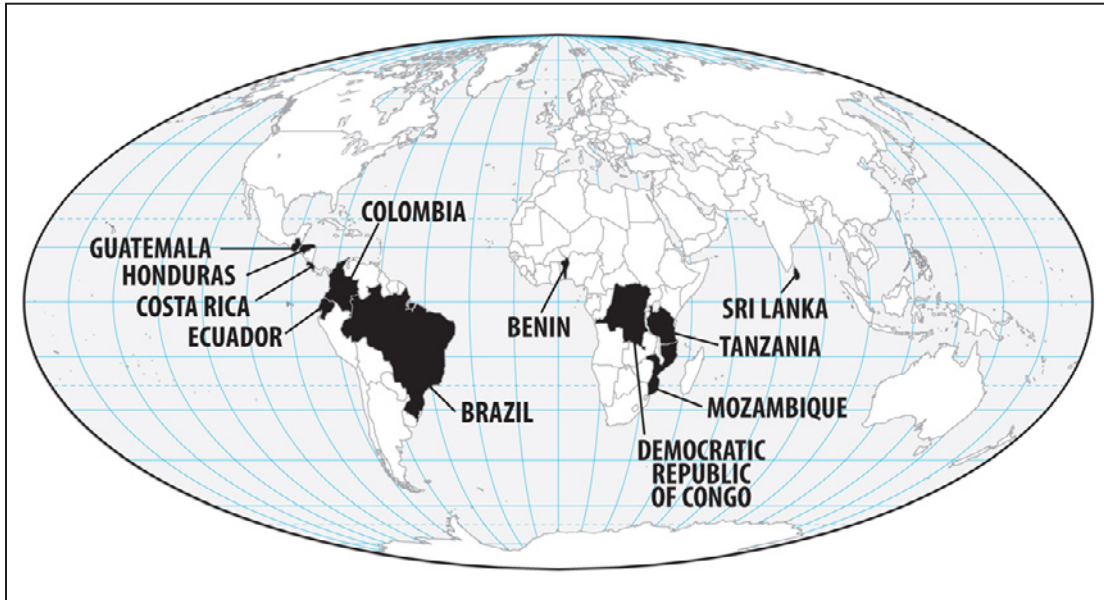 COLOMBIA
GUATEMALA
HONDURAS
COSTA RICA
ECUADOR
BRAZIL
BENIN
SRI LANKA
TANZANIA
MOZAMBIQUE
DEMOCRATIC
REPUBLIC
OF CONGO